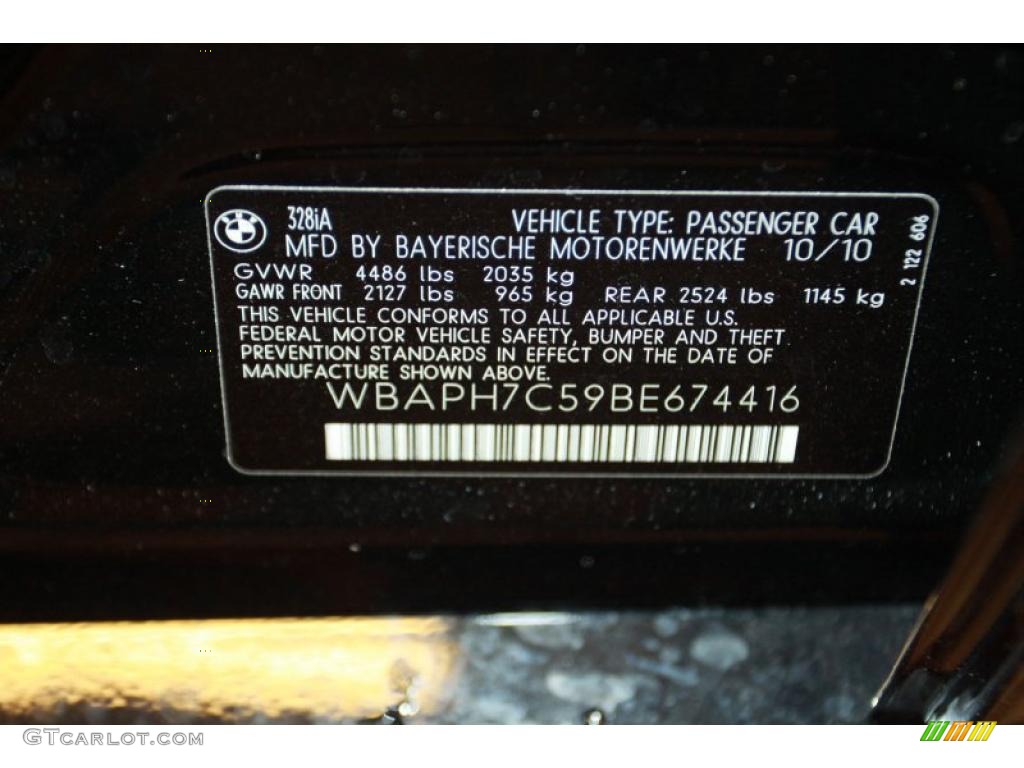 BMW
328iA VEHICLE TYPE: PASSENGER CAR
MFD BY BAYERISCHE MOTORENWERKE 10/10
GVWR 4486 lbs 2035 kg
GAWR FRONT 2127 lbs 965 kg REAR 2524 lbs 1145 kg
THIS VEHICLE CONFORMS TO ALL APPLICABLE U.S.
FEDERAL MOTOR VEHICLE SAFETY, BUMPER AND THEFT
PREVENTION STANDARDS IN EFFECT ON THE DATE OF
MANUFACTURE SHOWN ABOVE.
WBAPH7C59BE674416
2 122 606
GTcarlot.com